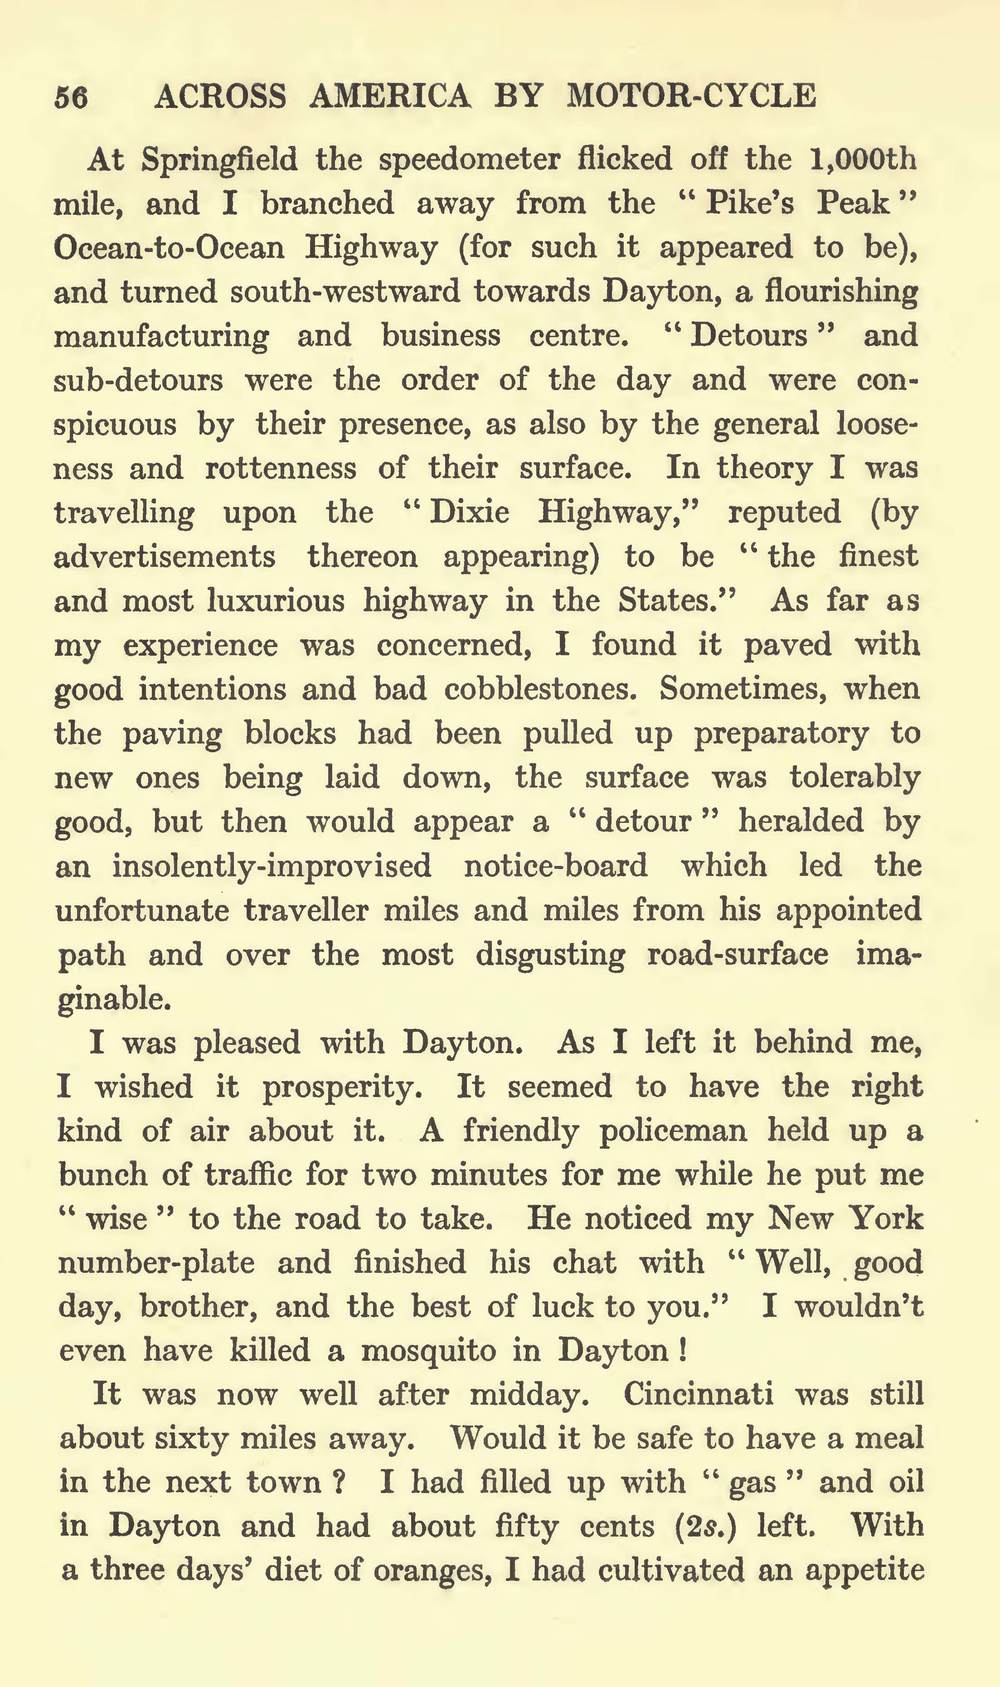 56 ACROSS AMERICA BY MOTOR-CYCLE
At Springfield the speedometer flicked off the 1,000th
mile, and I branched away from the “ Pike’s Peak ”
Ocean-to-Ocean Highway (for such it appeared to be),
and turned south-westward towards Dayton, a flourishing
manufacturing and business centre. “ Detours ” and
sub-detours were the order of the day and were con-
spicuous by their presence, as also by the general loose-
ness and rottenness of their surface. In theory I was
travelling upon the “ Dixie Highway,” reputed (by
advertisements thereon appearing) to be “ the finest
and most luxurious highway in the States.” As far as
my experience was concerned, I found it paved with
good intentions and bad cobblestones. Sometimes, when
the paving blocks had been pulled up preparatory to
new ones being laid down, the surface was tolerably
good, but then would appear a “ detour ” heralded by
an insolently-improvised notice-board which led the
unfortunate traveller miles and miles from his appointed
path and over the most disgusting road-surface ima-
ginable.
I was pleased with Dayton. As I left it behind me,
I wished it prosperity. It seemed to have the right
kind of air about it. A friendly policeman held up a
bunch of traffic for two minutes for me while he put me
“ wise ” to the road to take. He noticed my New York
number-plate and finished his chat with “ Well, good
day, brother, and the best of luck to you.” I wouldn’t
even have killed a mosquito in Dayton !
It was now well after midday. Cincinnati was still
about sixty miles away. Would it be safe to have a meal
in the next town ? I had filled up with “ gas ” and oil
in Dayton and had about fifty cents (2s.) left. With
a three days’ diet of oranges, I had cultivated an appetite